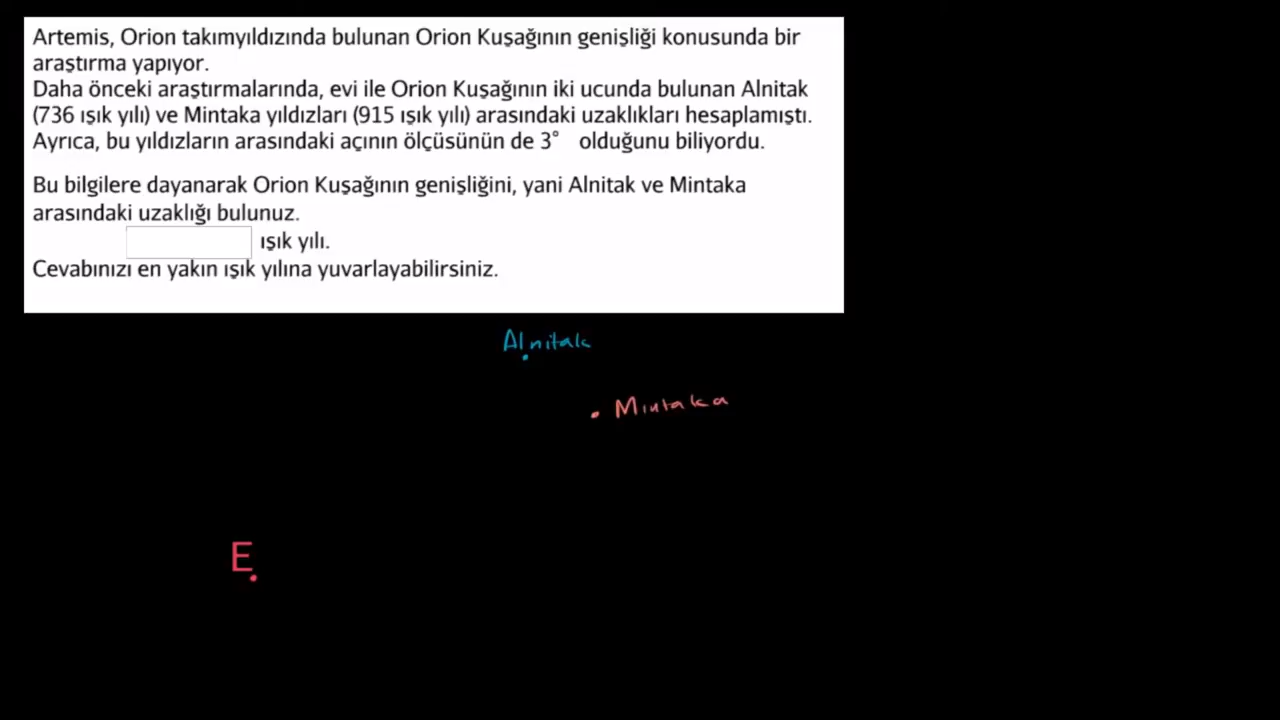 Artemis, Orion takımyıldızında bulunan Orion Kuşağının genişliği konusunda bir
araştırma yapıyor.
Daha önceki araştırmalarında, evi ile Orion Kuşağının iki ucunda bulunan Alnitak
(736 ışık yılı) ve Mintaka yıldızları (915 ışık yılı) arasındaki uzaklıkları hesaplamıştı.
Ayrıca, bu yıldızların arasındaki açının ölçüsünün de 3° olduğunu biliyordu.
Bu bilgilere dayanarak Orion Kuşağının genişliğini, yani Alnitak ve Mintaka
arasındaki uzaklığı bulunuz.
ışık yılı.
Cevabınızı en yakın ışık yılına yuvarlayabilirsiniz.
Alnitak
Mintaka
E